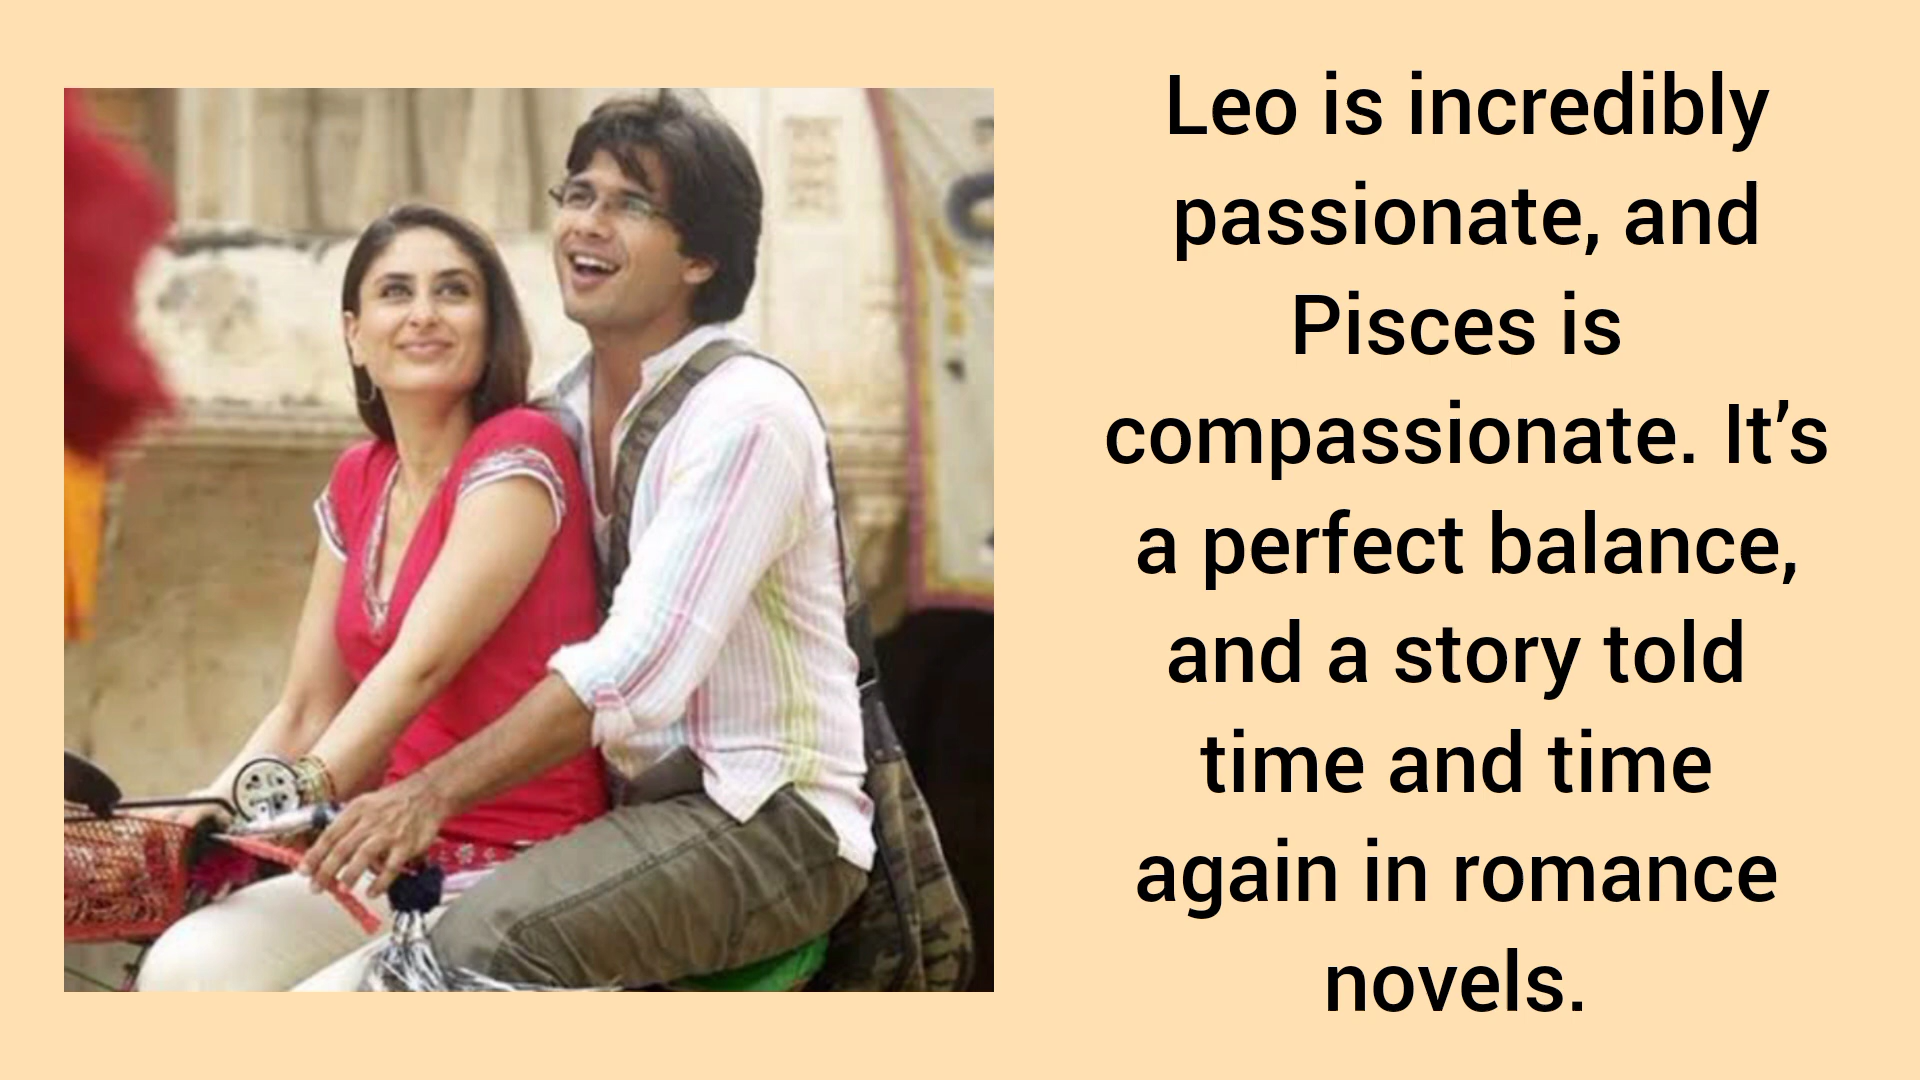 Leo is incredibly
passionate, and
Pisces is
compassionate. It’s
a perfect balance,
and a story told
time and time
again in romance
novels.